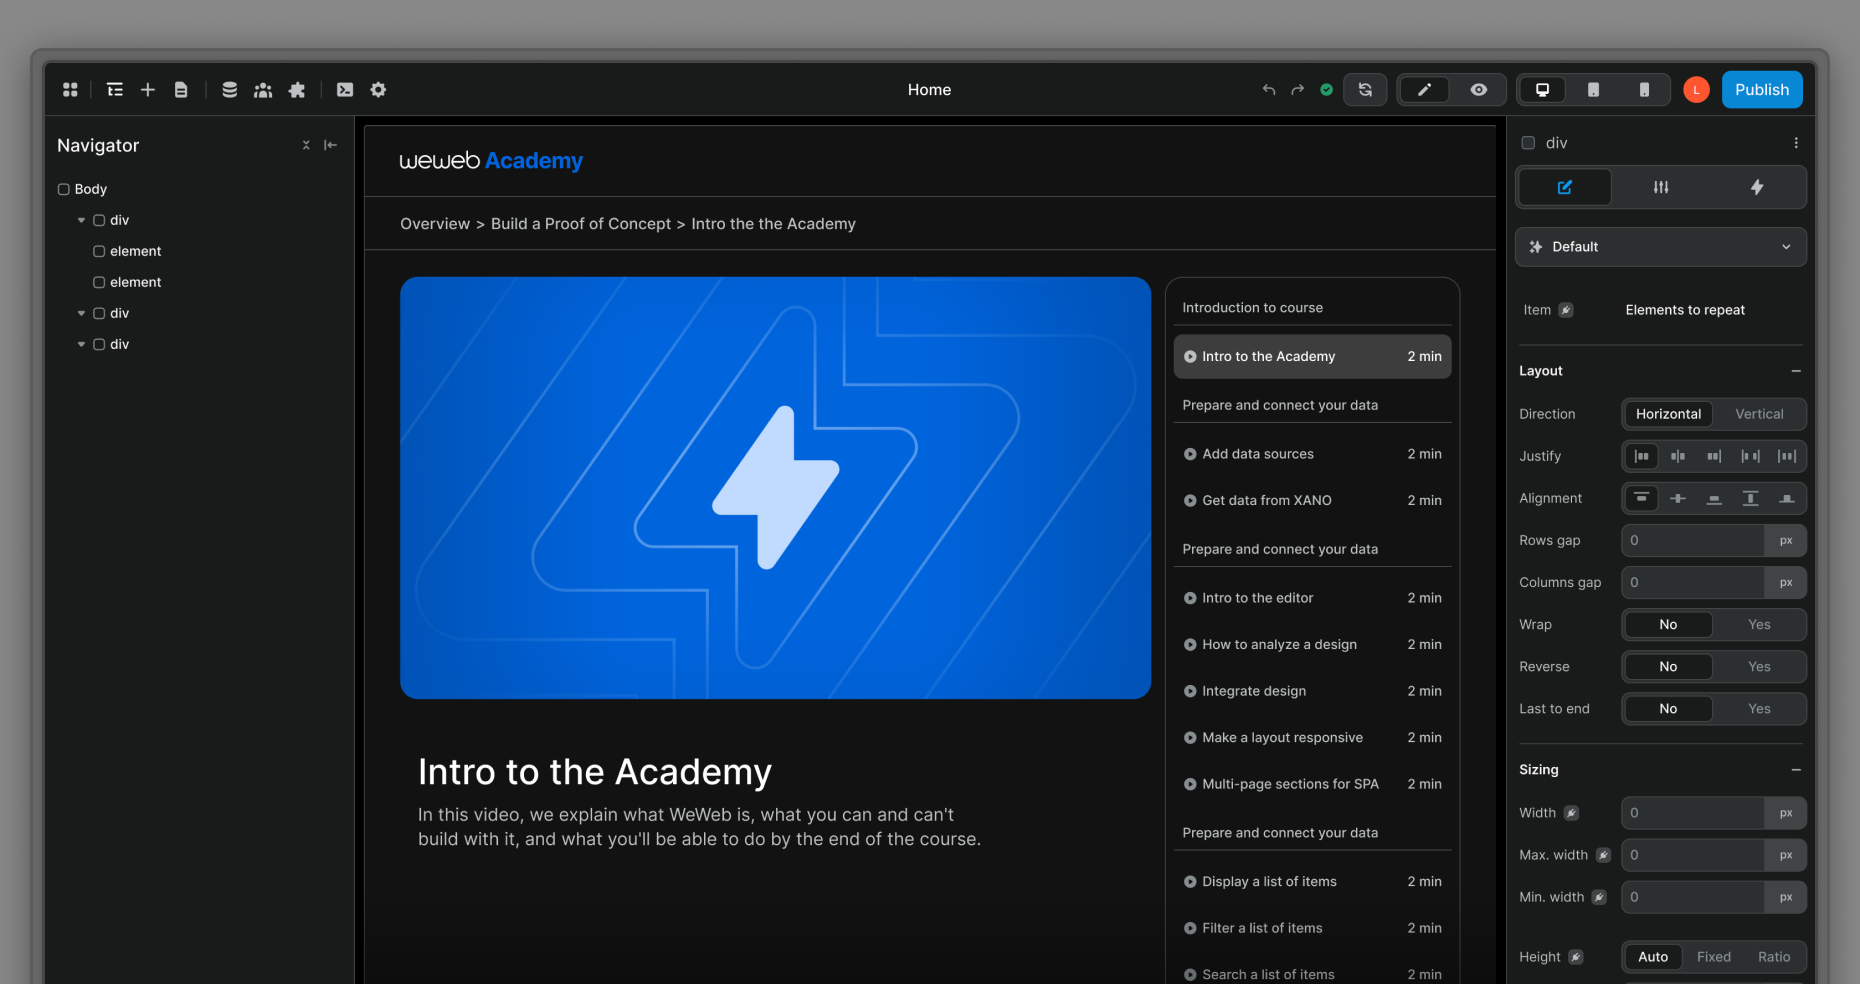 Home
L
Publish
Navigator
Body
div
element
element
div
div
weweb Academy
Overview > Build a Proof of Concept > Intro the the Academy
Intro to the Academy
In this video, we explain what WeWeb is, what you can and can't
build with it, and what you'll be able to do by the end of the course.
Introduction to course
Intro to the Academy 2 min
Prepare and connect your data
Add data sources 2 min
Get data from XANO 2 min
Prepare and connect your data
Intro to the editor 2 min
How to analyze a design 2 min
Integrate design 2 min
Make a layout responsive 2 min
Multi-page sections for SPA 2 min
Prepare and connect your data
Display a list of items 2 min
Filter a list of items 2 min
Search a list of items 2 min
div
Default
Item Elements to repeat
Layout
Direction Horizontal Vertical
Justify
Alignment
Rows gap 0 px
Columns gap 0 px
Wrap No Yes
Reverse No Yes
Last to end No Yes
Sizing
Width 0 px
Max. width 0 px
Min. width 0 px
Height Auto Fixed Ratio